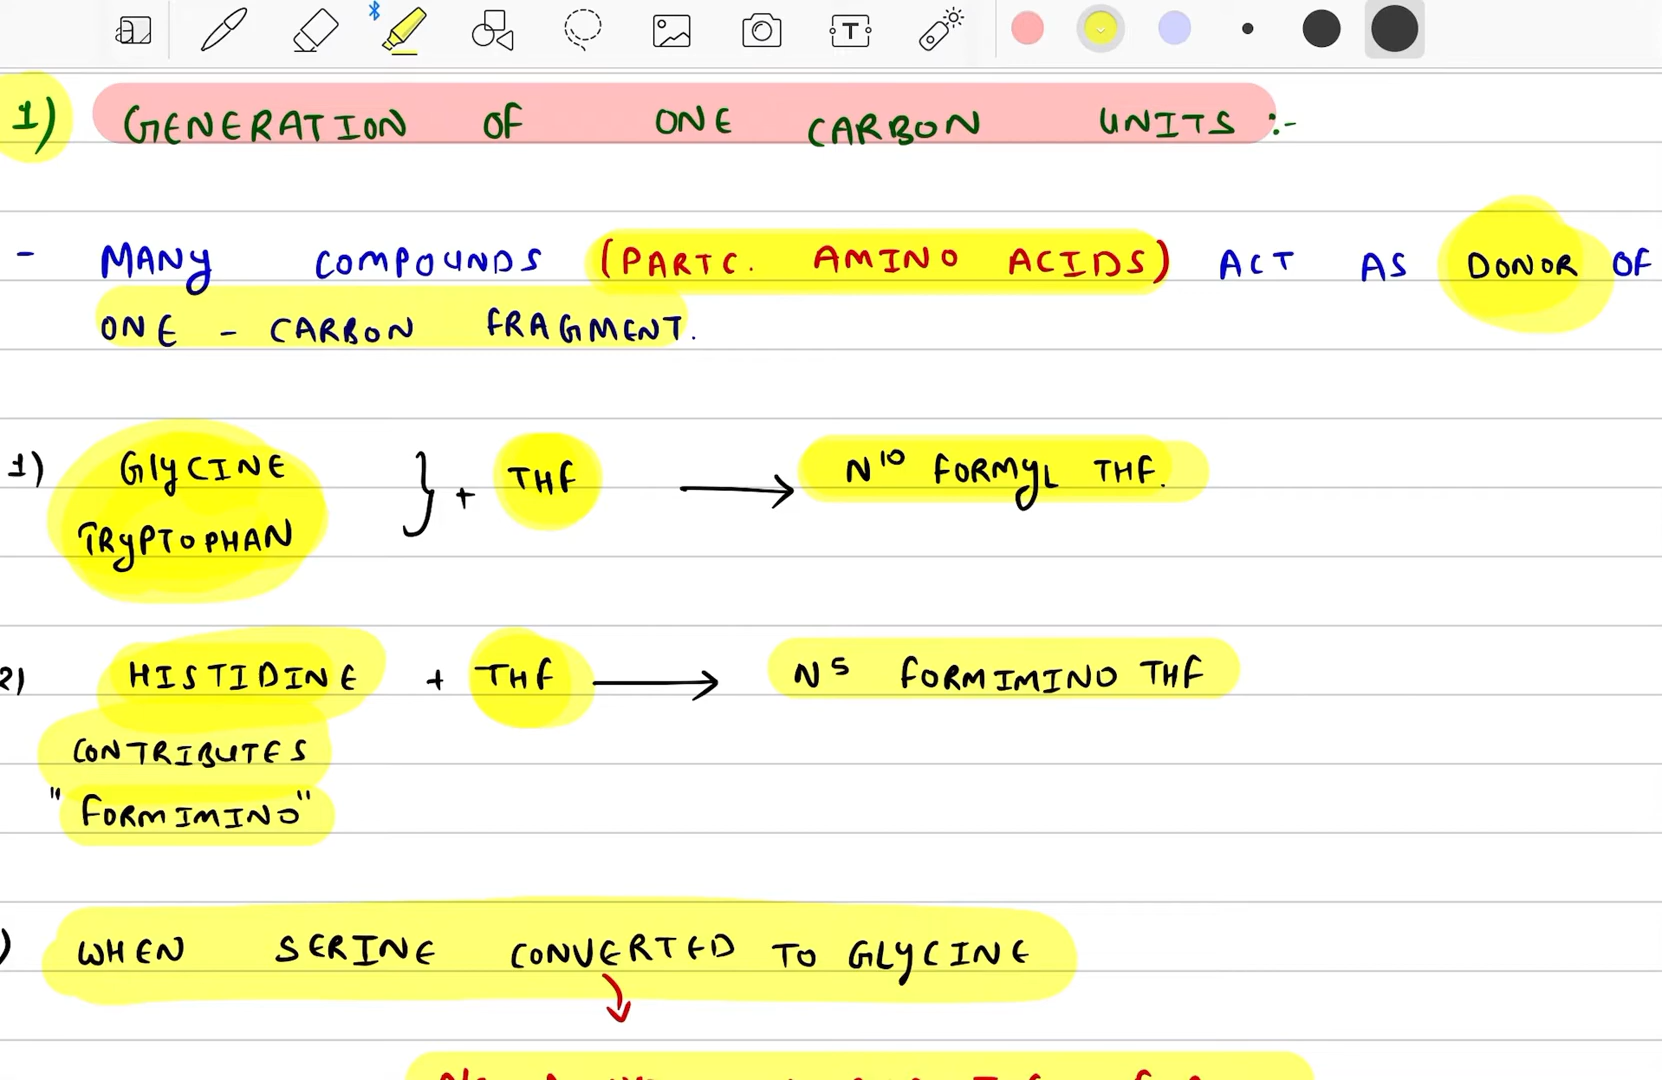 1) GENERATION OF ONE CARBON UNITS :-
- MANY COMPOUNDS (PARTC. AMINO ACIDS) ACT AS DONOR OF
ONE - CARBON FRAGMENT.
1) GlyCINE
TRyPTOPHAN } + THF → N10 FORMyL THF.
2) HISTIDINE + THF → N5 FORMIMINO THF
CONTRIBUTES
"FORMIMINO"
) WHEN SERINE CONVERTED TO GLYCINE